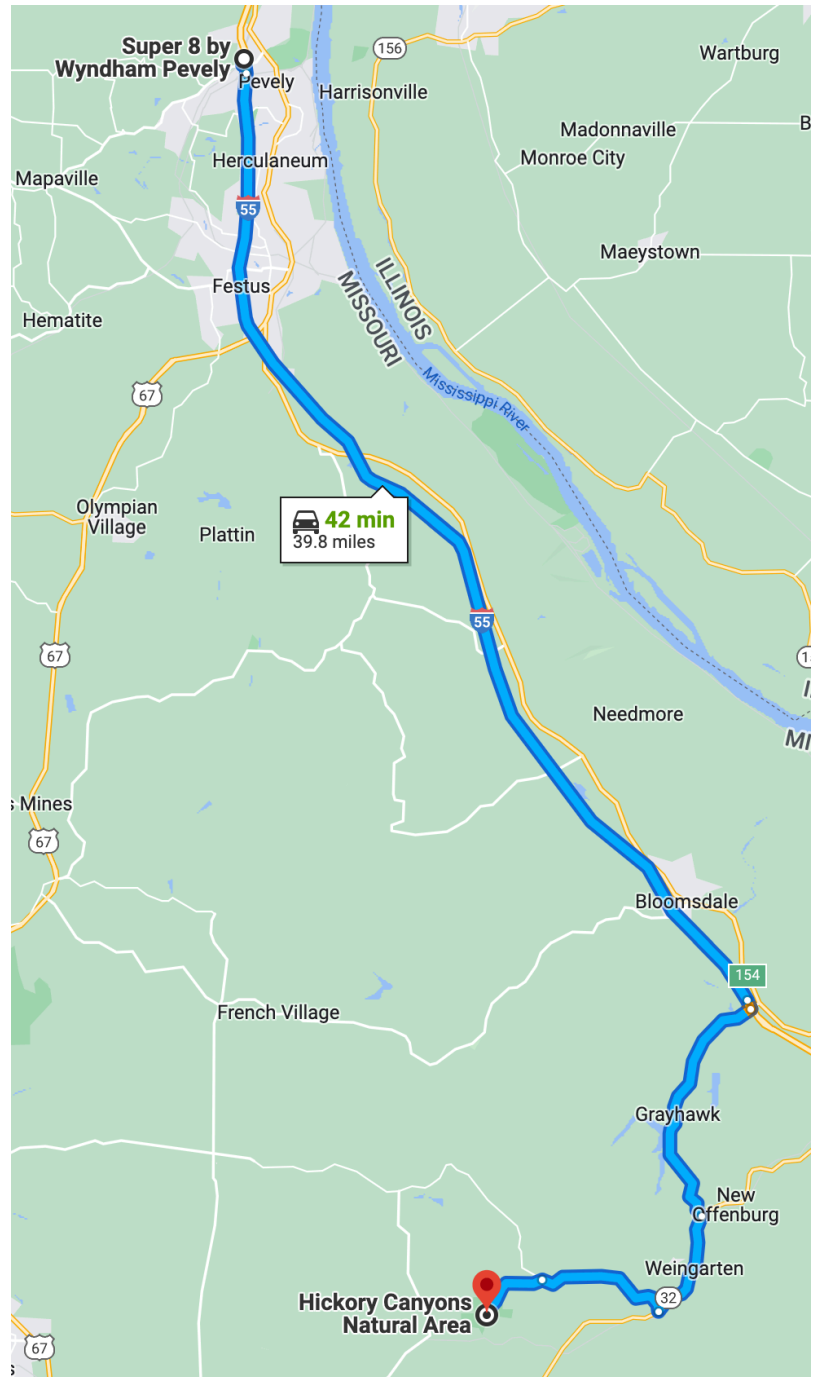 156
Super 8 by
Wyndham Pevely
Wartburg
Pevely
Harrisonville
Madonnaville
B
Monroe City
Herculaneum
Mapaville
55
Maeystown
ILLINOIS
MISSOURI
Festus
Hematite
Mississippi River
67
Olympian
Village
Plattin
42 min
39.8 miles
55
67
1
Needmore
MI
s Mines
67
Bloomsdale
154
French Village
Grayhawk
New
Offenburg
Weingarten
32
Hickory Canyons
Natural Area
67
s